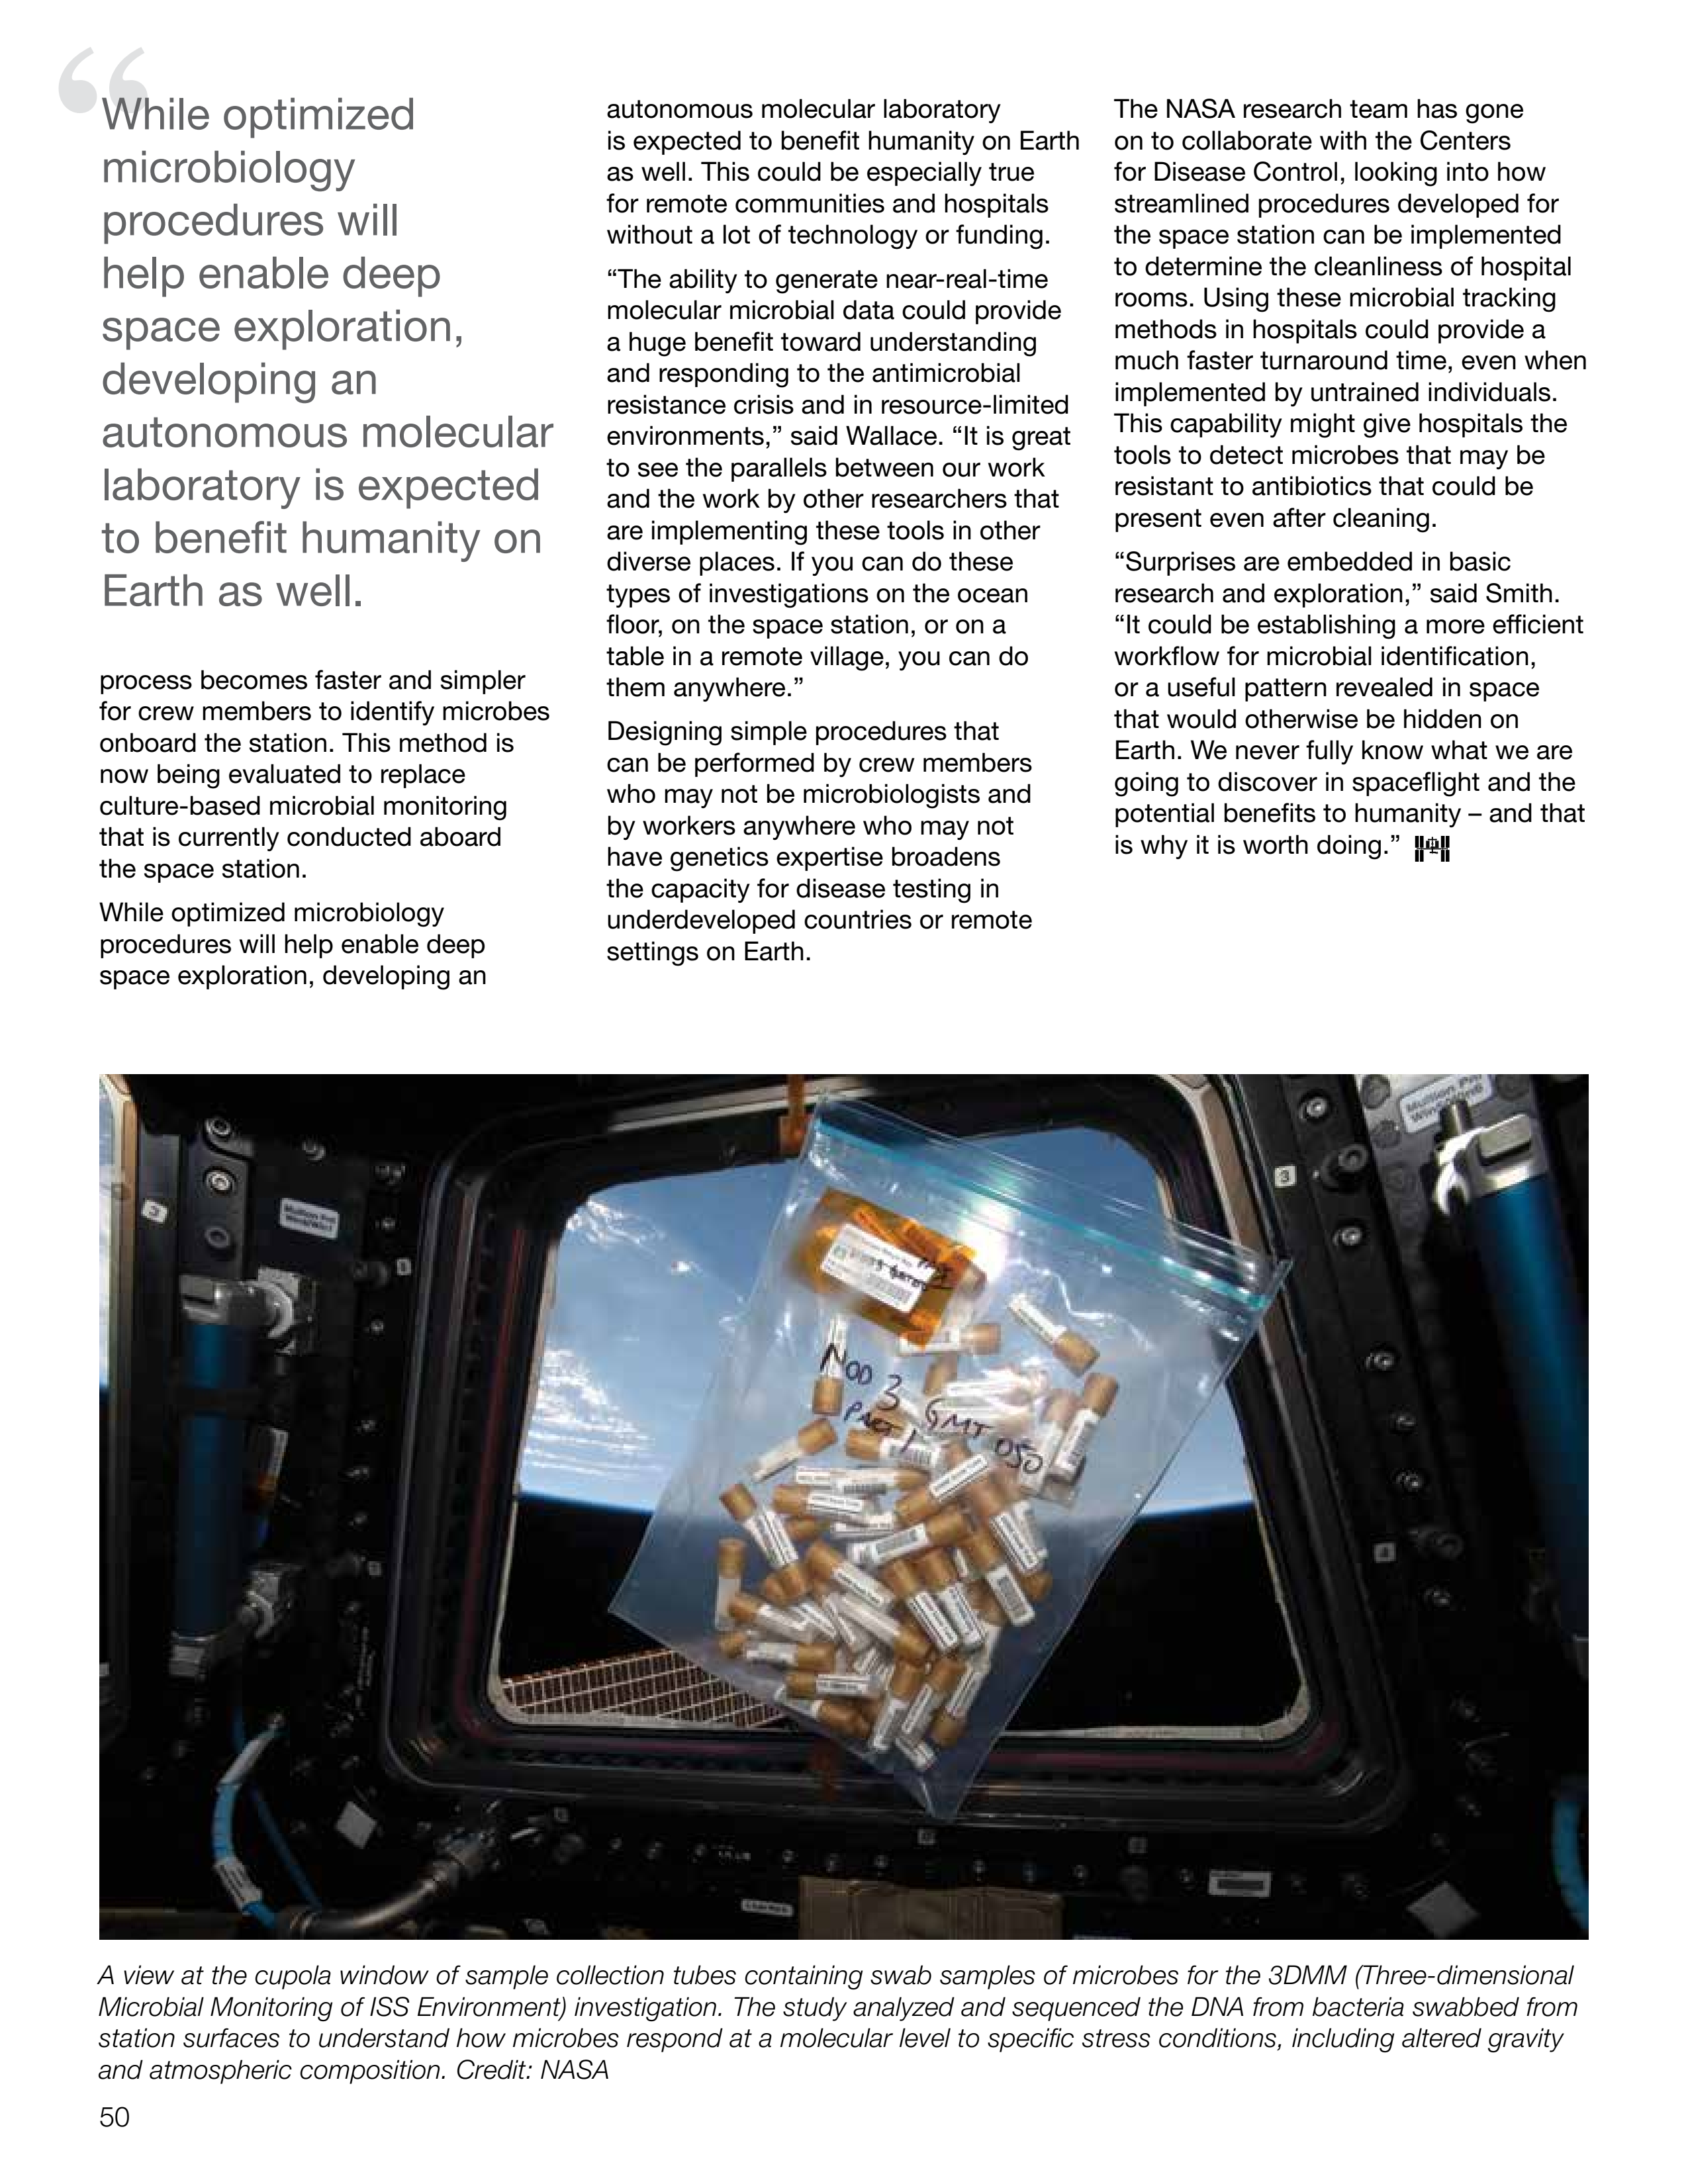 While optimized
microbiology
procedures will
help enable deep
space exploration,
developing an
autonomous molecular
laboratory is expected
to benefit humanity on
Earth as well.
process becomes faster and simpler
for crew members to identify microbes
onboard the station. This method is
now being evaluated to replace
culture-based microbial monitoring
that is currently conducted aboard
the space station.
While optimized microbiology
procedures will help enable deep
space exploration, developing an
autonomous molecular laboratory
is expected to benefit humanity on Earth
as well. This could be especially true
for remote communities and hospitals
without a lot of technology or funding.
“The ability to generate near-real-time
molecular microbial data could provide
a huge benefit toward understanding
and responding to the antimicrobial
resistance crisis and in resource-limited
environments,” said Wallace. “It is great
to see the parallels between our work
and the work by other researchers that
are implementing these tools in other
diverse places. If you can do these
types of investigations on the ocean
floor, on the space station, or on a
table in a remote village, you can do
them anywhere.”
Designing simple procedures that
can be performed by crew members
who may not be microbiologists and
by workers anywhere who may not
have genetics expertise broadens
the capacity for disease testing in
underdeveloped countries or remote
settings on Earth.
The NASA research team has gone
on to collaborate with the Centers
for Disease Control, looking into how
streamlined procedures developed for
the space station can be implemented
to determine the cleanliness of hospital
rooms. Using these microbial tracking
methods in hospitals could provide a
much faster turnaround time, even when
implemented by untrained individuals.
This capability might give hospitals the
tools to detect microbes that may be
resistant to antibiotics that could be
present even after cleaning.
“Surprises are embedded in basic
research and exploration,” said Smith.
“It could be establishing a more efficient
workflow for microbial identification,
or a useful pattern revealed in space
that would otherwise be hidden on
Earth. We never fully know what we are
going to discover in spaceflight and the
potential benefits to humanity – and that
is why it is worth doing.”
3
NOD 3 GMT 050
PART 1
4
A view at the cupola window of sample collection tubes containing swab samples of microbes for the 3DMM (Three-dimensional
Microbial Monitoring of ISS Environment) investigation. The study analyzed and sequenced the DNA from bacteria swabbed from
station surfaces to understand how microbes respond at a molecular level to specific stress conditions, including altered gravity
and atmospheric composition. Credit: NASA
50